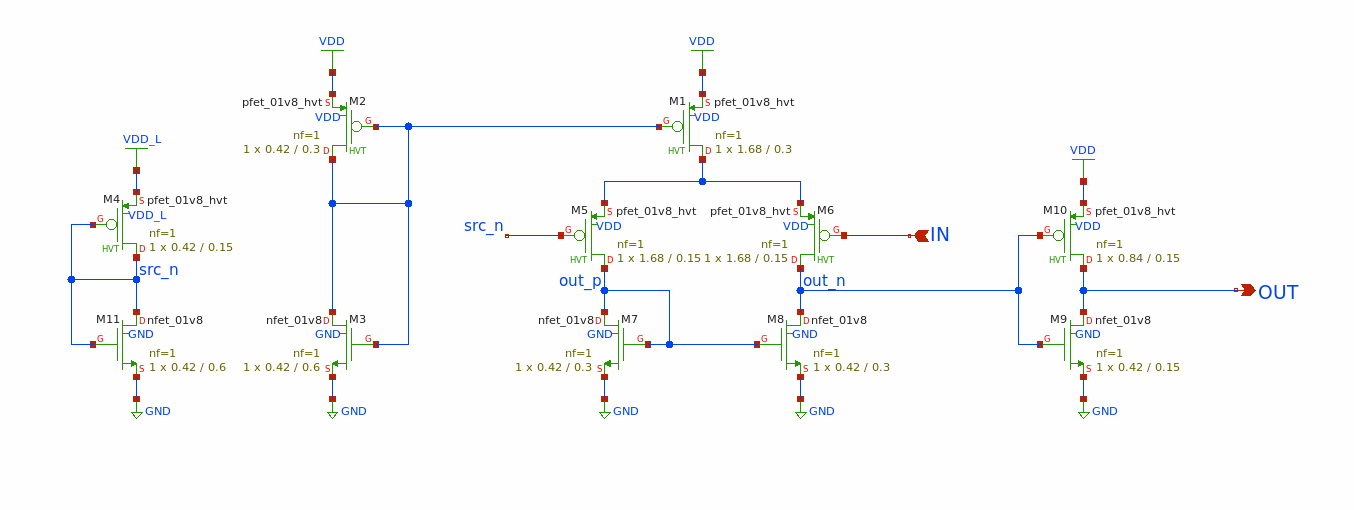 VDD
M2
pfet_01v8_hvt
S
VDD
G
nf=1
1 x 0.42 / 0.3
D
HVT
VDD
M1
S
pfet_01v8_hvt
VDD
G
nf=1
HVT
D
1 x 1.68 / 0.3
VDD_L
M4
S
pfet_01v8_hvt
VDD_L
G
nf=1
HVT
D
1 x 0.42 / 0.15
src_n
M11
D
nfet_01v8
GND
G
nf=1
S
1 x 0.42 / 0.6
GND
nfet_01v8
D
M3
GND
G
nf=1
1 x 0.42 / 0.6
S
GND
src_n
M5
S
pfet_01v8_hvt
VDD
G
nf=1
HVT
D
1 x 1.68 / 0.15
out_p
pfet_01v8_hvt
S
M6
VDD
G
IN
nf=1
1 x 1.68 / 0.15
D
HVT
out_n
nfet_01v8
D
M7
GND
G
nf=1
1 x 0.42 / 0.3
S
GND
M8
D
nfet_01v8
GND
G
nf=1
S
1 x 0.42 / 0.3
GND
VDD
M10
S
pfet_01v8_hvt
VDD
G
nf=1
HVT
D
1 x 0.84 / 0.15
OUT
M9
D
nfet_01v8
GND
G
nf=1
S
1 x 0.42 / 0.15
GND